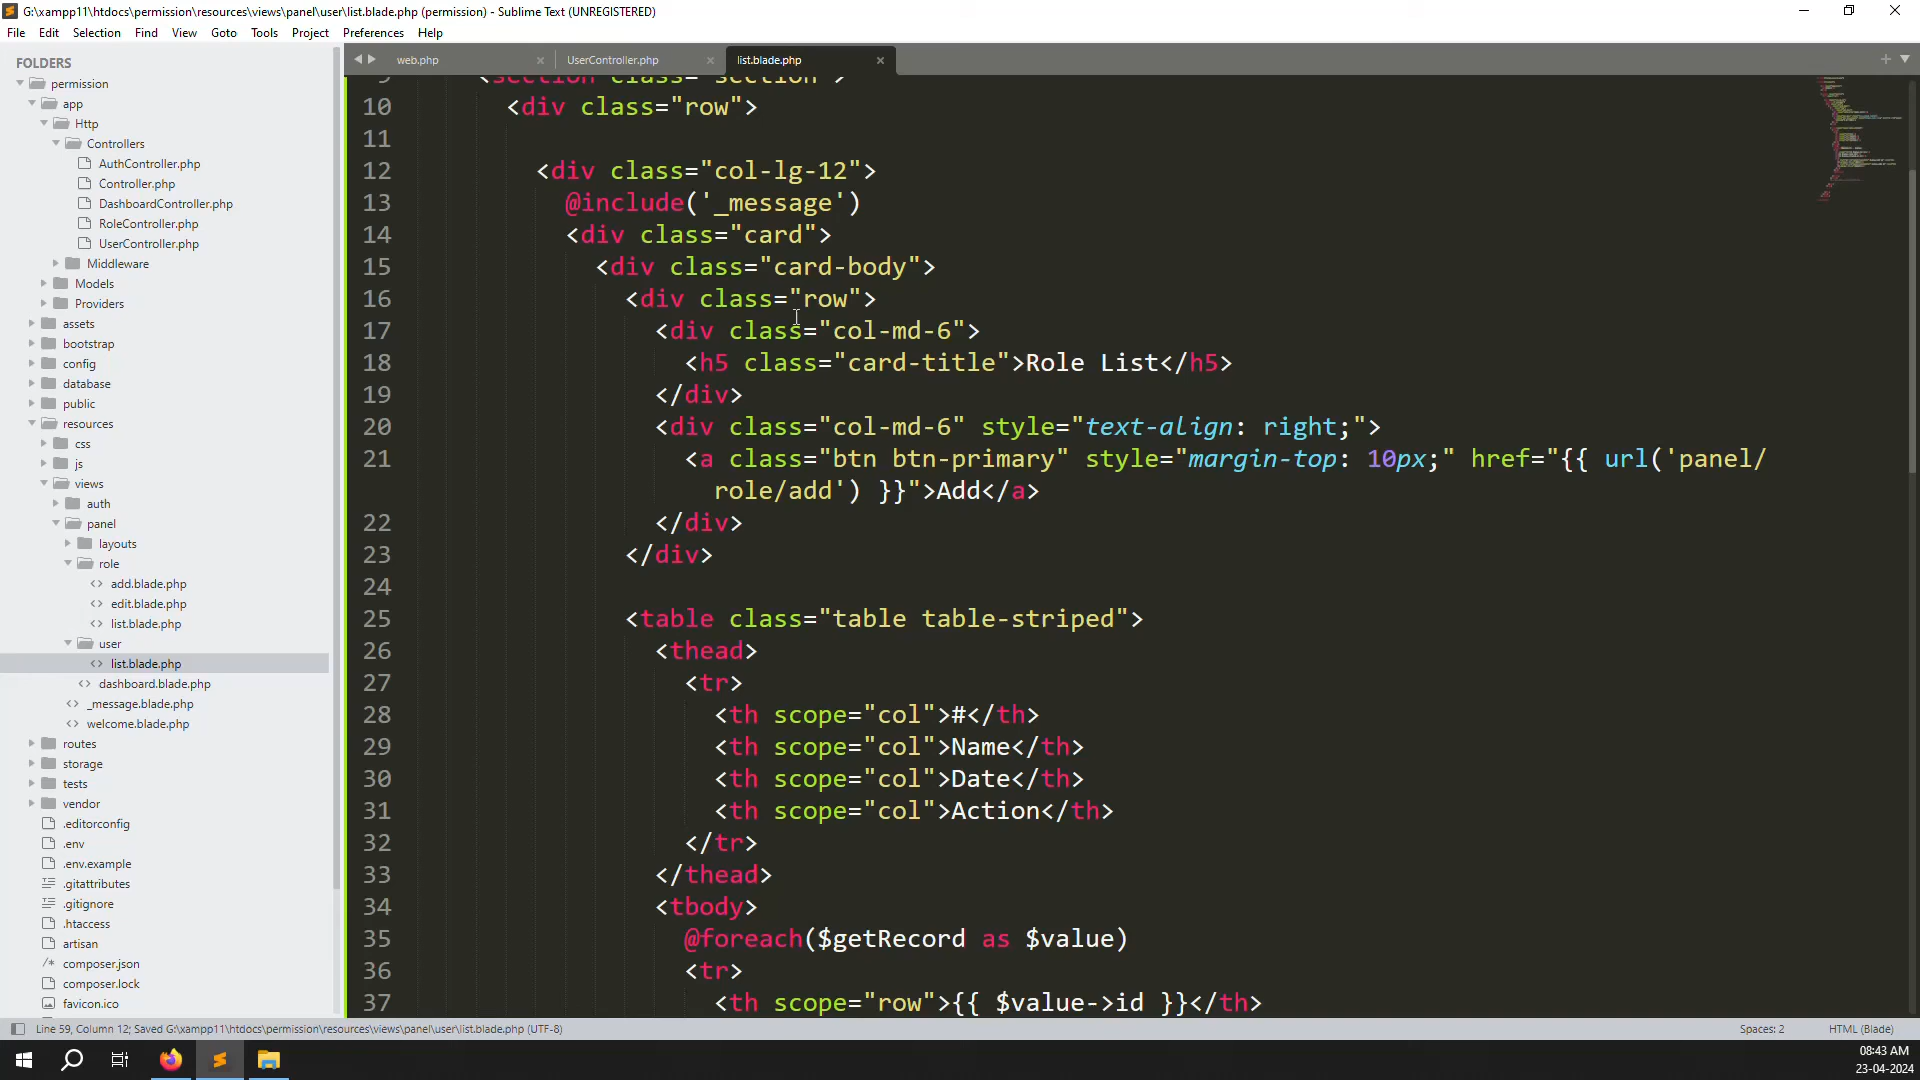 G:\xampp11\htdocs\permission\resources\views\panel\user\list.blade.php (permission) - Sublime Text (UNREGISTERED)
File Edit Selection Find View Goto Tools Project Preferences Help
FOLDERS
permission
app
Http
Controllers
AuthController.php
Controller.php
DashboardController.php
RoleController.php
UserController.php
Middleware
Models
Providers
assets
bootstrap
config
database
public
resources
css
js
views
auth
panel
layouts
role
add.blade.php
edit.blade.php
list.blade.php
user
list.blade.php
dashboard.blade.php
_message.blade.php
welcome.blade.php
routes
storage
tests
vendor
.editorconfig
.env
.env.example
.gitattributes
.gitignore
.htaccess
artisan
composer.json
composer.lock
favicon.ico
web.php UserController.php list.blade.php
9 <section class="section">
10 <div class="row">
11
12 <div class="col-lg-12">
13 @include('_message')
14 <div class="card">
15 <div class="card-body">
16 <div class="row">
17 <div class="col-md-6">
18 <h5 class="card-title">Role List</h5>
19 </div>
20 <div class="col-md-6" style="text-align: right;">
21 <a class="btn btn-primary" style="margin-top: 10px;" href="{{ url('panel/
role/add') }}">Add</a>
22 </div>
23 </div>
24
25 <table class="table table-striped">
26 <thead>
27 <tr>
28 <th scope="col">#</th>
29 <th scope="col">Name</th>
30 <th scope="col">Date</th>
31 <th scope="col">Action</th>
32 </tr>
33 </thead>
34 <tbody>
35 @foreach($getRecord as $value)
36 <tr>
37 <th scope="row">{{ $value->id }}</th>
Line 59, Column 12; Saved G:\xampp11\htdocs\permission\resources\views\panel\user\list.blade.php (UTF-8)
Spaces: 2 HTML (Blade)
08:43 AM
23-04-2024